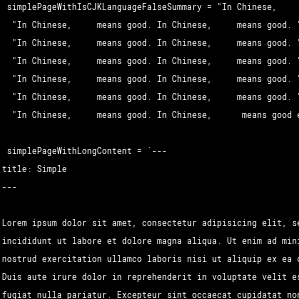 simplePageWithIsCJKLanguageFalseSummary = "In Chinese,
"In Chinese,     means good. In Chinese,     means good.
"In Chinese,     means good. In Chinese,     means good.
"In Chinese,     means good. In Chinese,     means good.
"In Chinese,     means good. In Chinese,     means good.
"In Chinese,     means good. In Chinese,     means good.
"In Chinese,     means good. In Chinese,      means good
simplePageWithLongContent = `---
title: Simple
---
Lorem ipsum dolor sit amet, consectetur adipisicing elit,
incididunt ut labore et dolore magna aliqua. Ut enim ad
nostrud exercitation ullamco laboris nisi ut aliquip ex ea
Duis aute irure dolor in reprehenderit in voluptate velit
fugiat nulla pariatur. Excepteur sint occaecat cupidatat